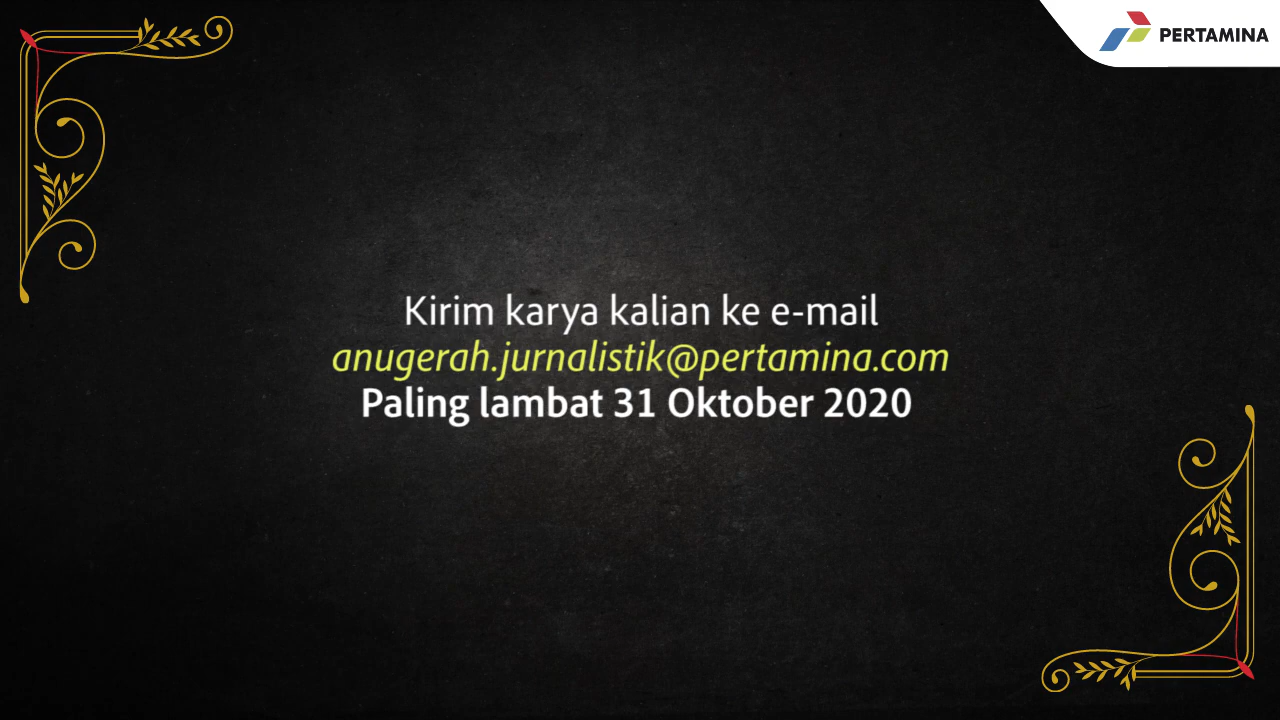 PERTAMINA
Kirim karya kalian ke e-mail
anugerah.jurnalistik@pertamina.com
Paling lambat 31 Oktober 2020